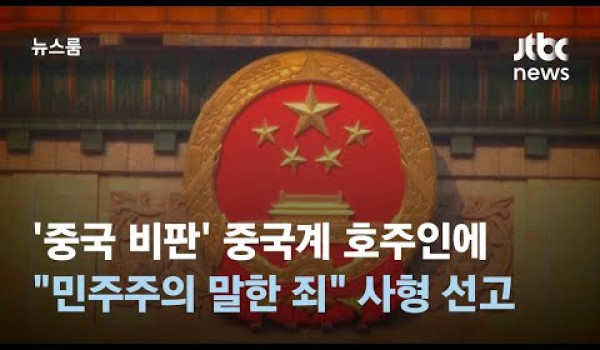 뉴스룸
jtbc
news
'중국 비판' 중국계 호주인에
"민주주의 말한 죄" 사형 선고